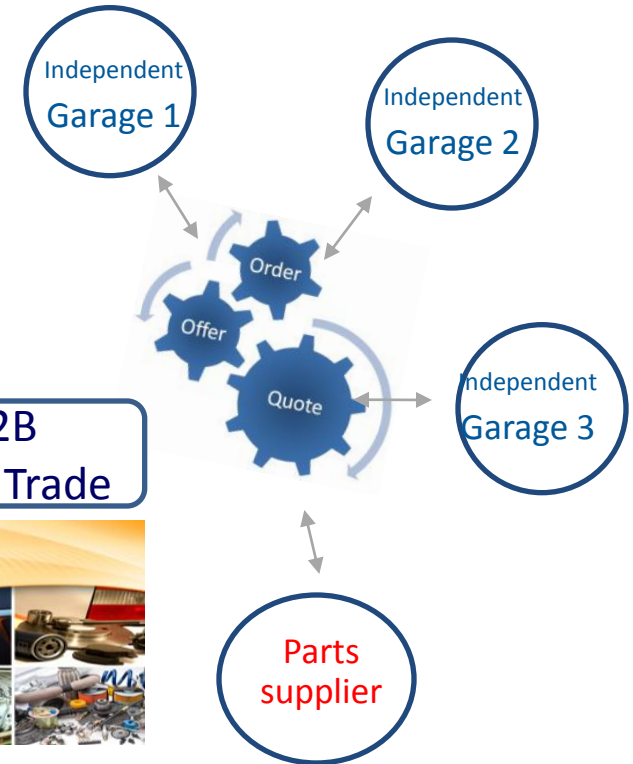 Independent
Garage 1
Independent
Garage 2
Order
Offer
Quote
Independent
Garage 3
2B
Trade
Parts
supplier